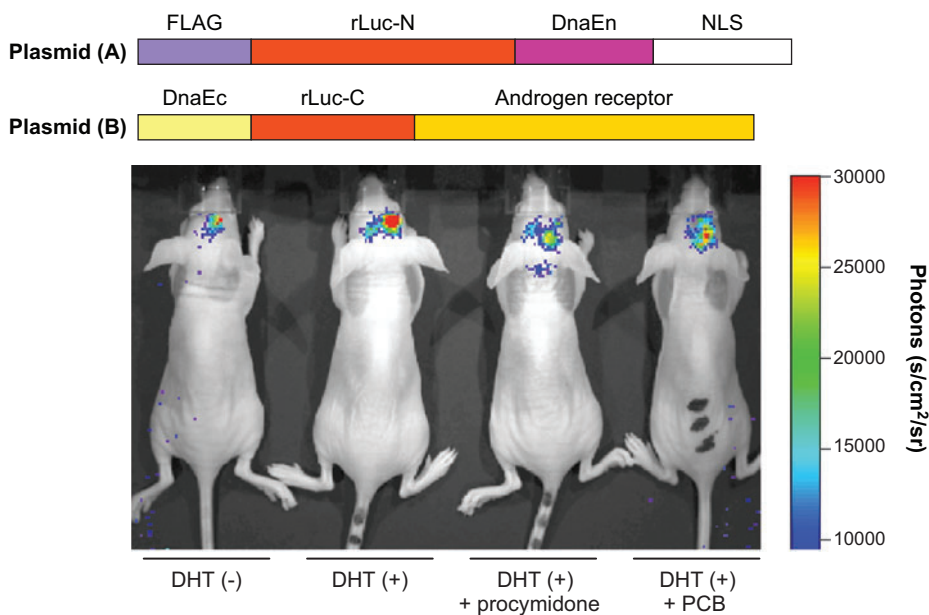 FLAG rLuc-N DnaEn NLS
Plasmid (A)
DnaEc rLuc-C Androgen receptor
Plasmid (B)
30000
25000
20000
15000
10000
Photons (s/cm²/sr)
DHT (-) DHT (+) DHT (+) DHT (+)
+ procymidone + PCB